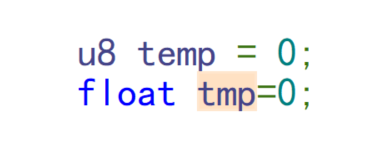 u8 temp = 0;
float tmp=0;